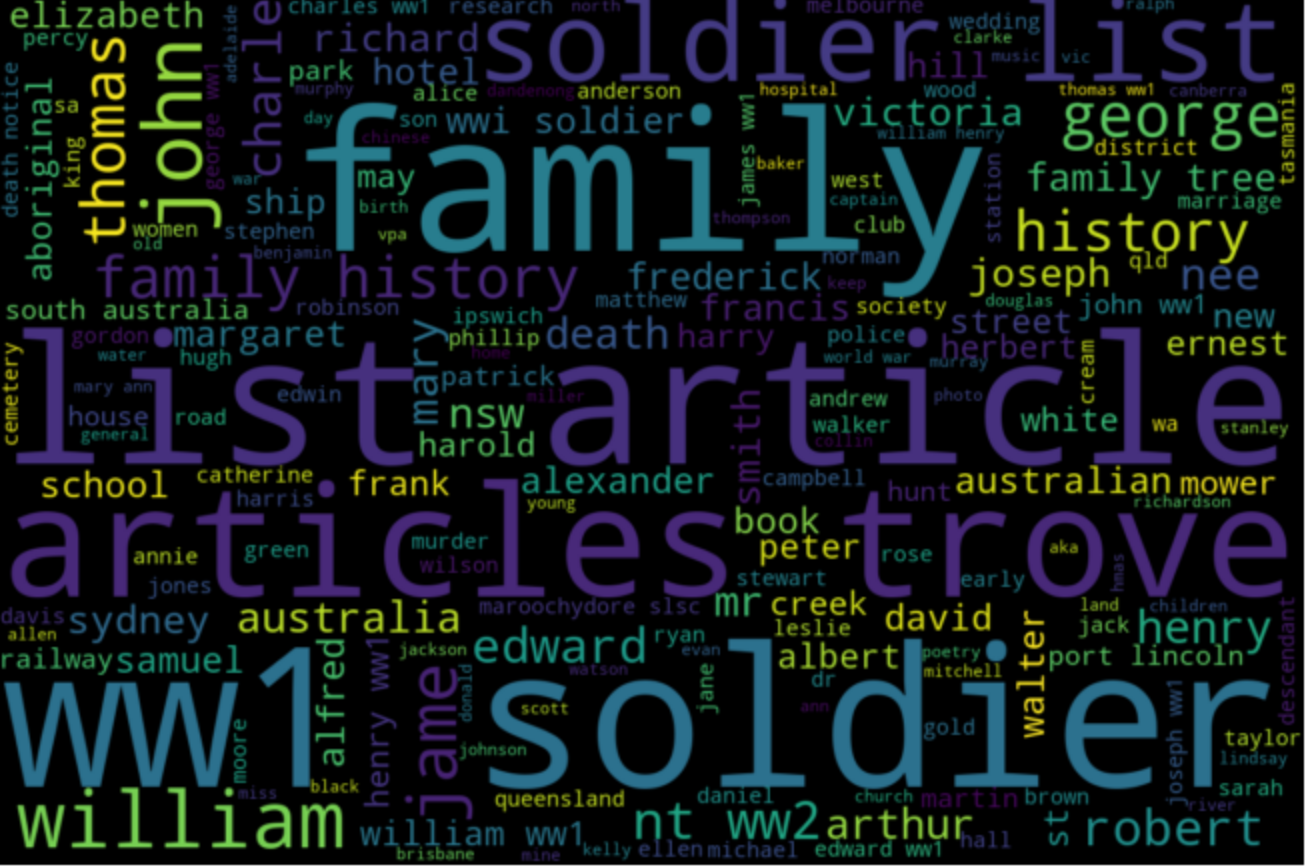 elizabeth
charles ww1 research
north
melbourne
ralph
percy
adelaide
charle
richard
soldier list
wedding
clarke
music
vic
thomas
john
park
hotel
hill
death notice
aboriginal
sa
king
george ww1
murphy
alice
dandenong
anderson
hospital
wood
thomas ww1
canberra
tasmania
day
son
wwi soldier
victoria
george
chinese
family
james ww1
william henry
district
baker
war
may
west
family tree
ship
birth
captain
station
marriage
women
old
stephen
vpa
thompson
club
history
benjamin
norman
qld
family history
frederick
keep
joseph
nee
south australia
robinson
matthew
francis
society
douglas
john ww1
new
ipswich
gordon
margaret
mary
phillip
death
harry
police
street
herbert
ernest
cemetery
water
hugh
home
world war
murray
cream
list article
mary ann
edwin
patrick
miller
smith
andrew
photo
house
road
nsw
walker
white
wa
stanley
general
harold
collin
school
catherine
frank
alexander
campbell
hunt
australian
mower
harris
young
richardson
articles trove
book
annie
green
murder
peter
rose
aka
hmas
wilson
jones
stewart
early
davis
sydney
australia
maroochydore slsc
mr
creek
david
land
children
descendant
allen
leslie
jack
henry
railway
samuel
alfred
henry ww1
jackson
edward
ryan
evan
albert
poetry
walter
port lincoln
jame
donald
watson
jane
dr
mitchell
ww1 soldier
scott
ann
gold
joseph ww1
taylor
moore
johnson
lindsay
black
miss
queensland
daniel
church
martin
brown
river
sarah
william
william ww1
nt ww2
arthur
hall
st
robert
brisbane
mine
kelly
ellen
michael
edward ww1